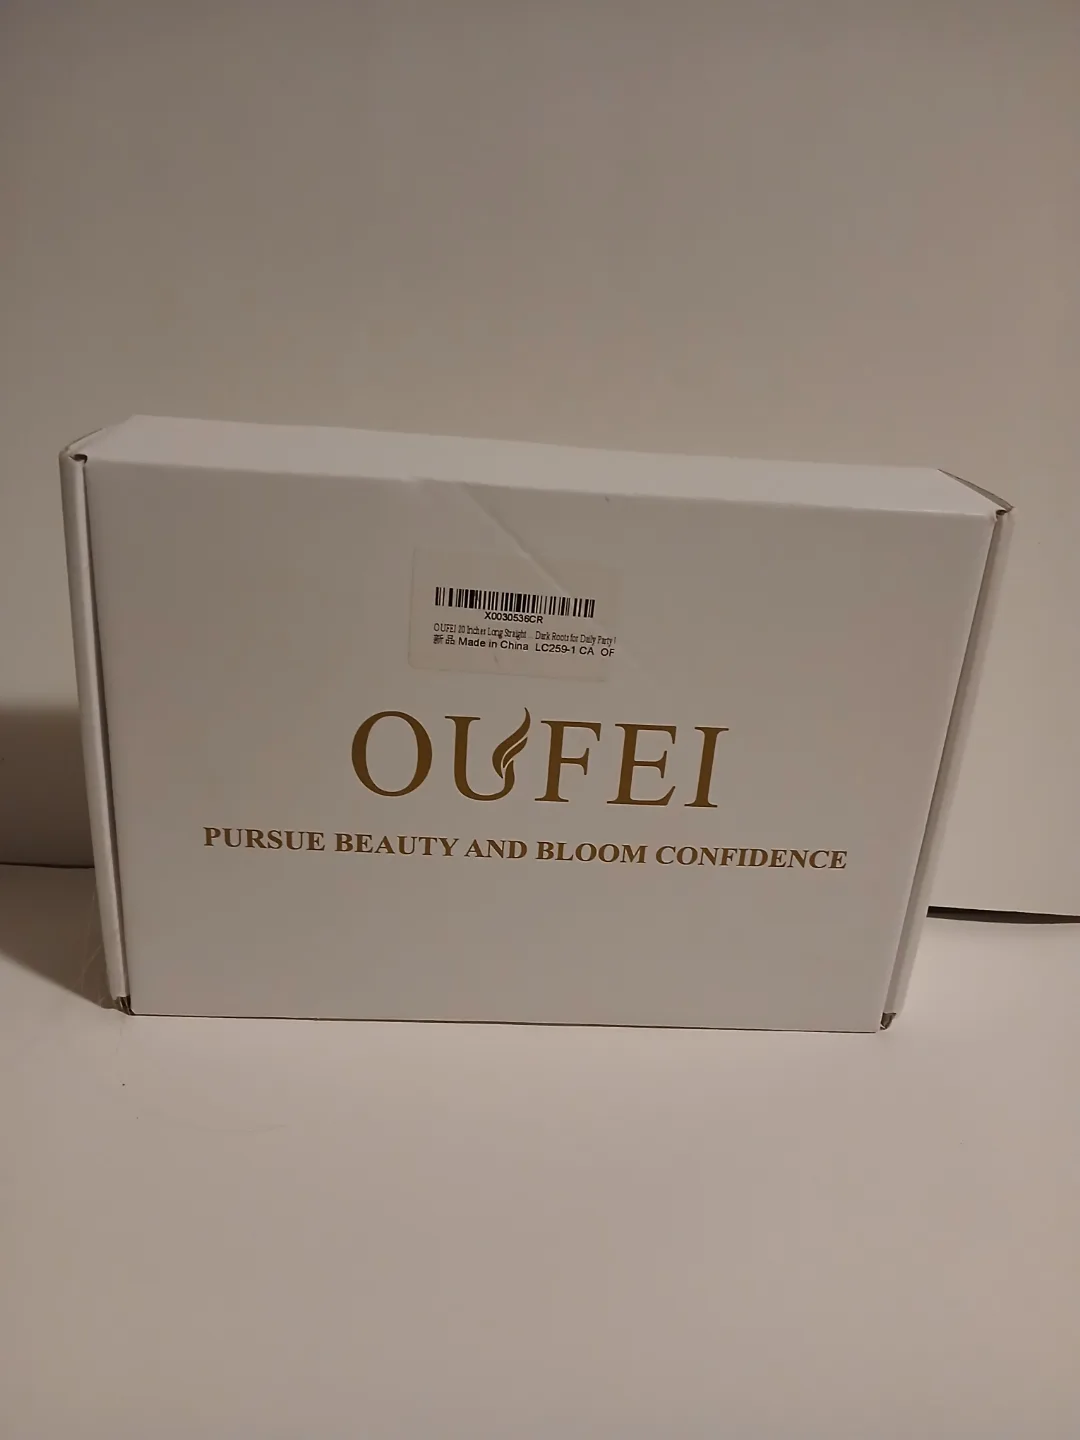 X0030536CR
OUFEI 20 Inches Long Straight ... Dark Roots for Daily Party
新品 Made in China LC259-1 CA OF
OUFEI
PURSUE BEAUTY AND BLOOM CONFIDENCE